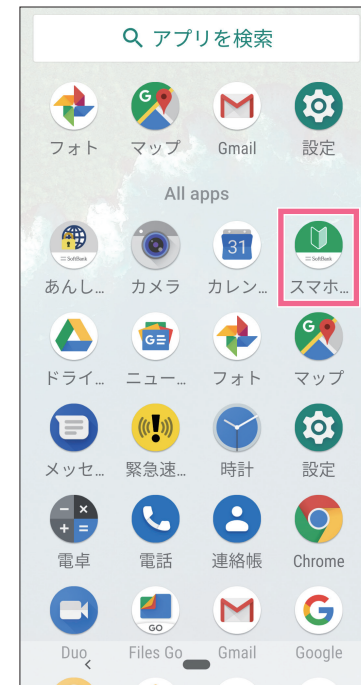 アプリを検索
フォト マップ Gmail 設定
All apps
31
SoftBank SoftBank
あんし… カメラ カレン… スマホ…
G≡ G
ドライ… ニュー… フォト マップ
メッセ… 緊急速… 時計 設定
電卓 電話 連絡帳 Chrome
GO G
Duo Files Go Gmail Google